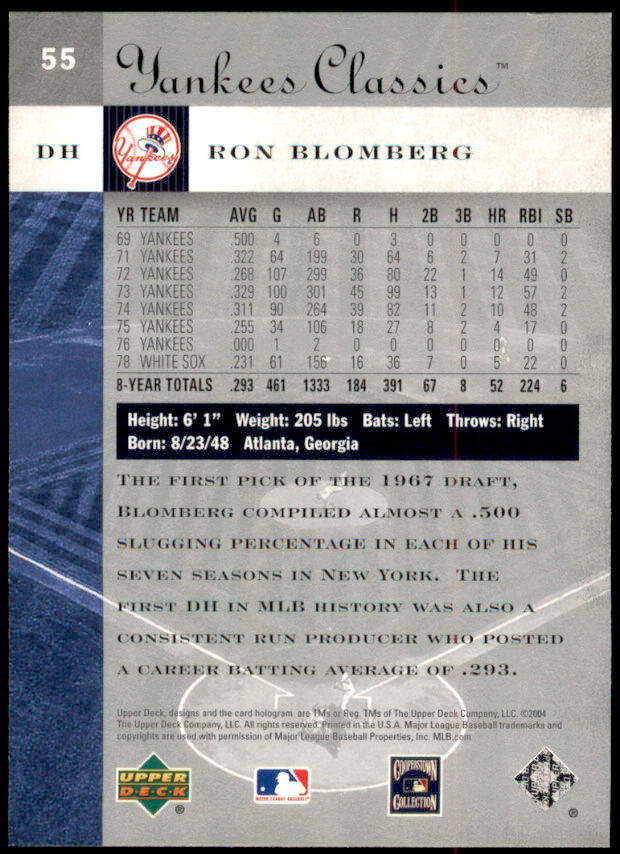 55
Yankees Classics™
DH
Yankees
RON BLOMBERG
YR TEAM AVG G AB R H 2B 3B HR RBI SB
69 YANKEES .500 4 6 0 3 0 0 0 0 0
71 YANKEES .322 64 199 30 64 6 2 7 31 2
72 YANKEES .268 107 299 36 80 22 1 14 49 0
73 YANKEES .329 100 301 45 99 13 1 12 57 2
74 YANKEES .311 90 264 39 82 11 2 10 48 2
75 YANKEES .255 34 106 18 27 8 2 4 17 0
76 YANKEES .000 1 2 0 0 0 0 0 0 0
78 WHITE SOX .231 61 156 16 36 7 0 5 22 0
8-YEAR TOTALS .293 461 1333 184 391 67 8 52 224 6
Height: 6' 1" Weight: 205 lbs Bats: Left Throws: Right
Born: 8/23/48 Atlanta, Georgia
THE FIRST PICK OF THE 1967 DRAFT,
BLOMBERG COMPILED ALMOST A .500
SLUGGING PERCENTAGE IN EACH OF HIS
SEVEN SEASONS IN NEW YORK. THE
FIRST DH IN MLB HISTORY WAS ALSO A
CONSISTENT RUN PRODUCER WHO POSTED
A CAREER BATTING AVERAGE OF .293.
Upper Deck, designs and the card hologram are TMs or Reg. TMs of The Upper Deck Company, LLC. ©2004
The Upper Deck Company, LLC. All rights reserved. Printed in the U.S.A. Major League Baseball trademarks and
copyrights are used with permission of Major League Baseball Properties, Inc. MLB.com
UPPER
DECK
®
MAJOR LEAGUE BASEBALL
COOPERSTOWN
COLLECTION
®